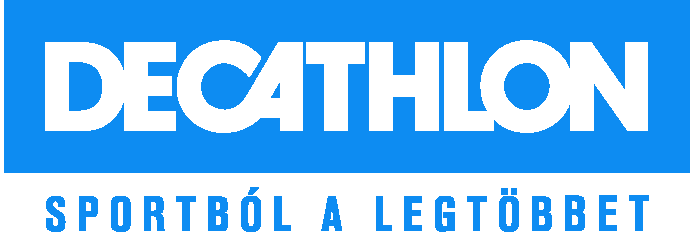 DECATHLON
SPORTBÓL A LEGTÖBBET